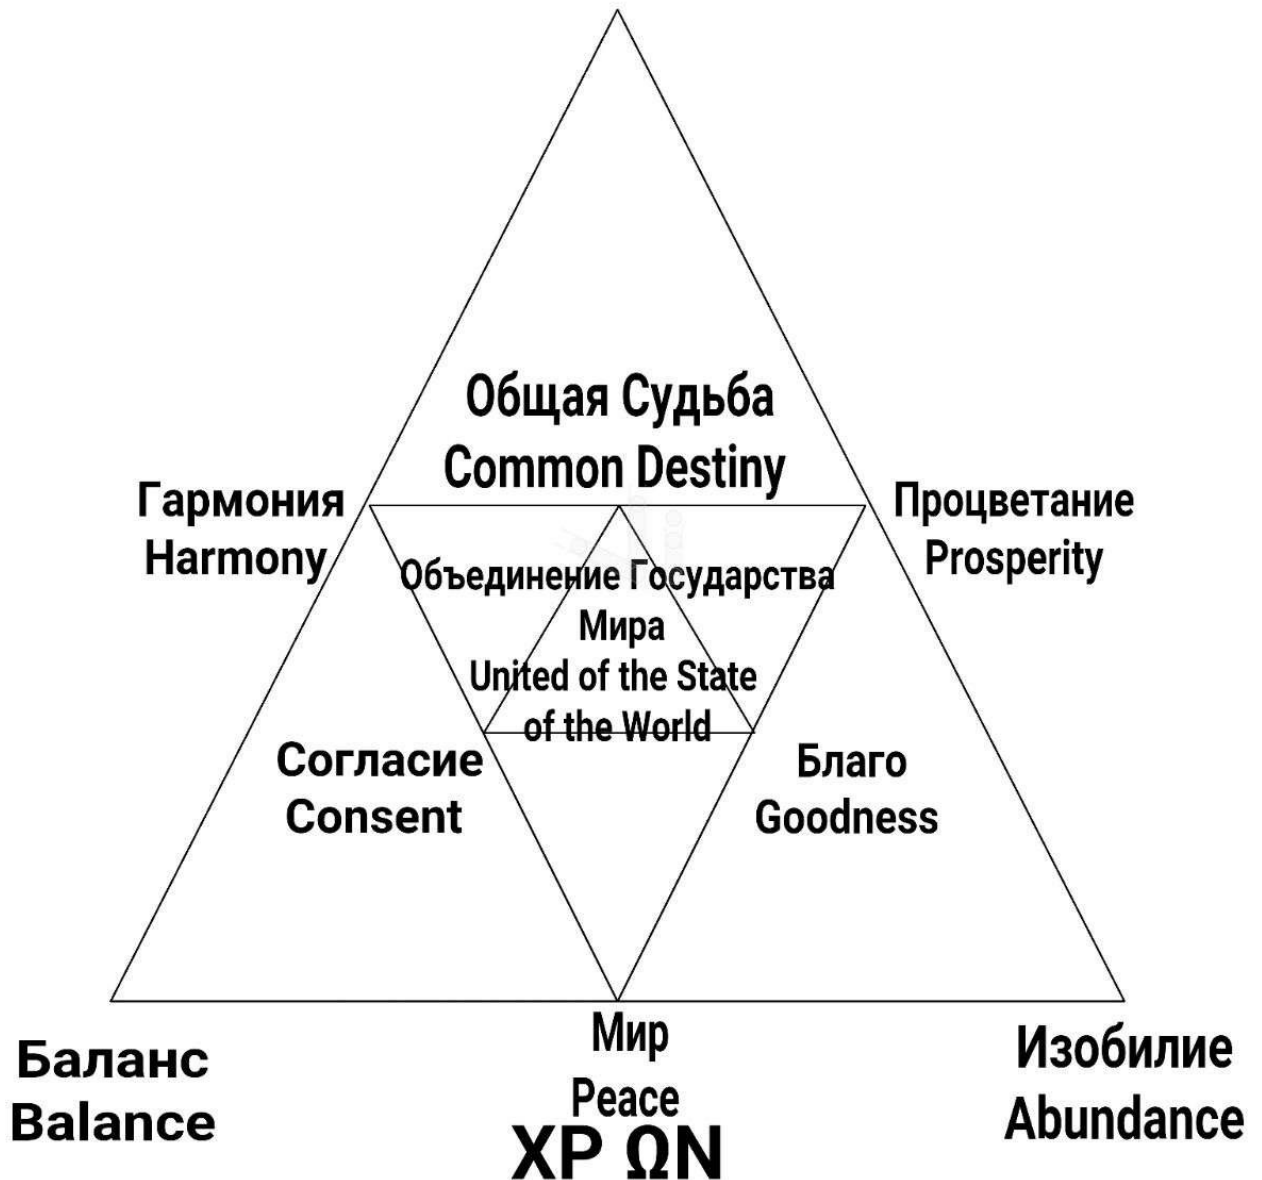 Общая Судьба
Common Destiny
Гармония
Harmony
Процветание
Prosperity
Объединение Государства
Мира
United of the State
of the World
Согласие
Consent
Благо
Goodness
Баланс
Balance
Мир
Peace
ΧΡ ΩΝ
Изобилие
Abundance